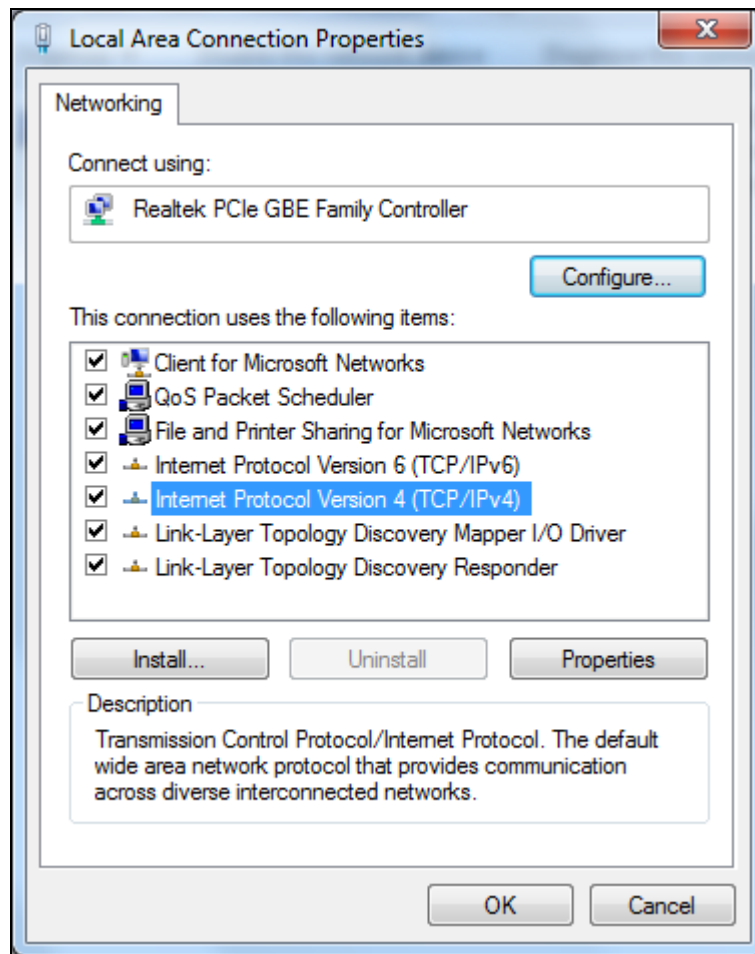 Local Area Connection Properties
Networking
Connect using:
Realtek PCIe GBE Family Controller
Configure...
This connection uses the following items:
Client for Microsoft Networks
QoS Packet Scheduler
File and Printer Sharing for Microsoft Networks
Internet Protocol Version 6 (TCP/IPv6)
Internet Protocol Version 4 (TCP/IPv4)
Link-Layer Topology Discovery Mapper I/O Driver
Link-Layer Topology Discovery Responder
Install... Uninstall Properties
Description
Transmission Control Protocol/Internet Protocol. The default
wide area network protocol that provides communication
across diverse interconnected networks.
OK Cancel